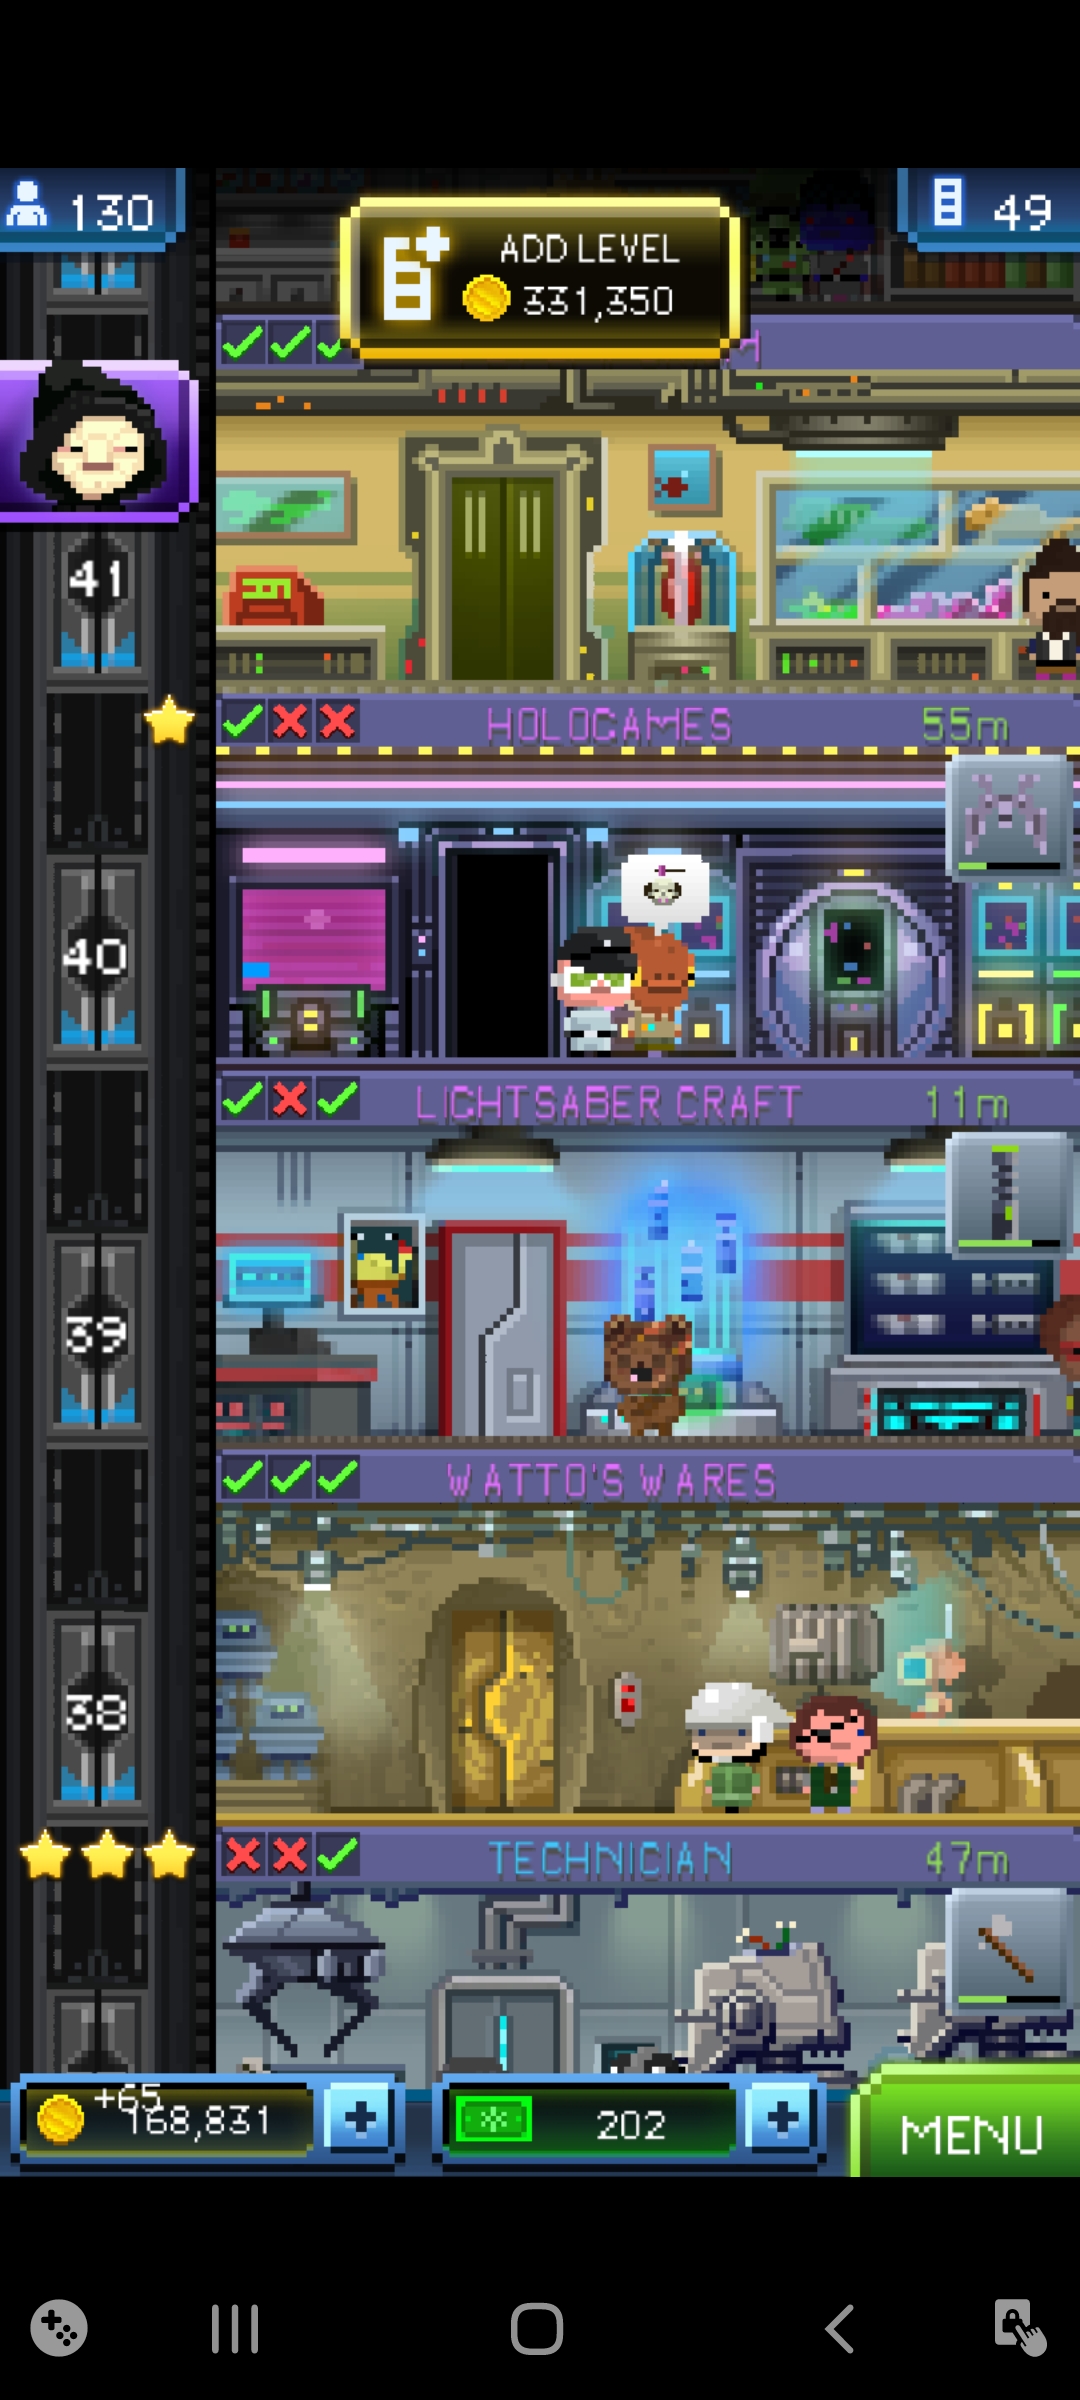 130
ADD LEVEL
331,350
49
41
HOLOGAMES
55m
40
LIGHTSABER CRAFT
11m
39
WATTO'S WARES
38
TECHNICIAN
47m
+65
168,831
202
MENU